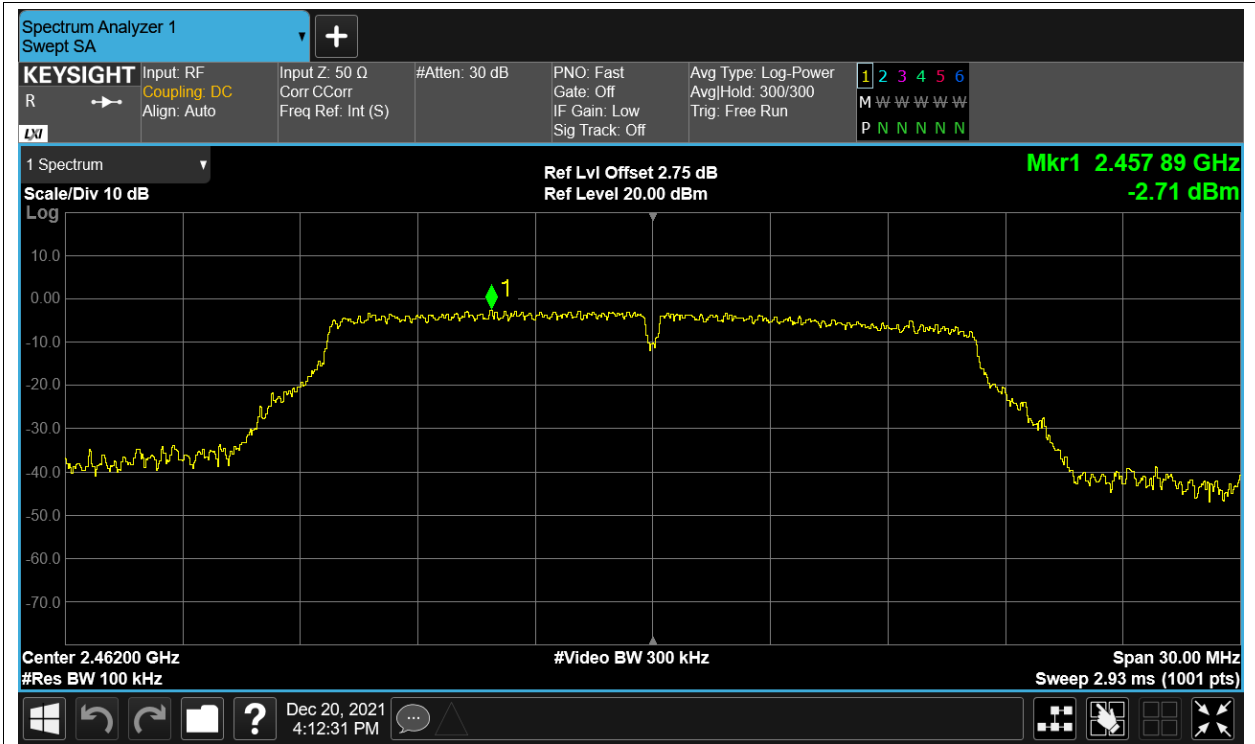 Spectrum Analyzer 1
Swept SA
+
KEYSIGHT
R
LXI
Input: RF
Coupling: DC
Align: Auto
Input Z: 50 Ω
Corr CCorr
Freq Ref: Int (S)
#Atten: 30 dB
PNO: Fast
Gate: Off
IF Gain: Low
Sig Track: Off
Avg Type: Log-Power
Avg|Hold: 300/300
Trig: Free Run
1 2 3 4 5 6
M W W W W W W
P N N N N N
1 Spectrum
Scale/Div 10 dB
Log
Ref Lvl Offset 2.75 dB
Ref Level 20.00 dBm
Mkr1 2.457 89 GHz
-2.71 dBm
10.0
0.00
-10.0
-20.0
-30.0
-40.0
-50.0
-60.0
-70.0
1
Center 2.46200 GHz
#Res BW 100 kHz
#Video BW 300 kHz
Span 30.00 MHz
Sweep 2.93 ms (1001 pts)
?
Dec 20, 2021
4:12:31 PM